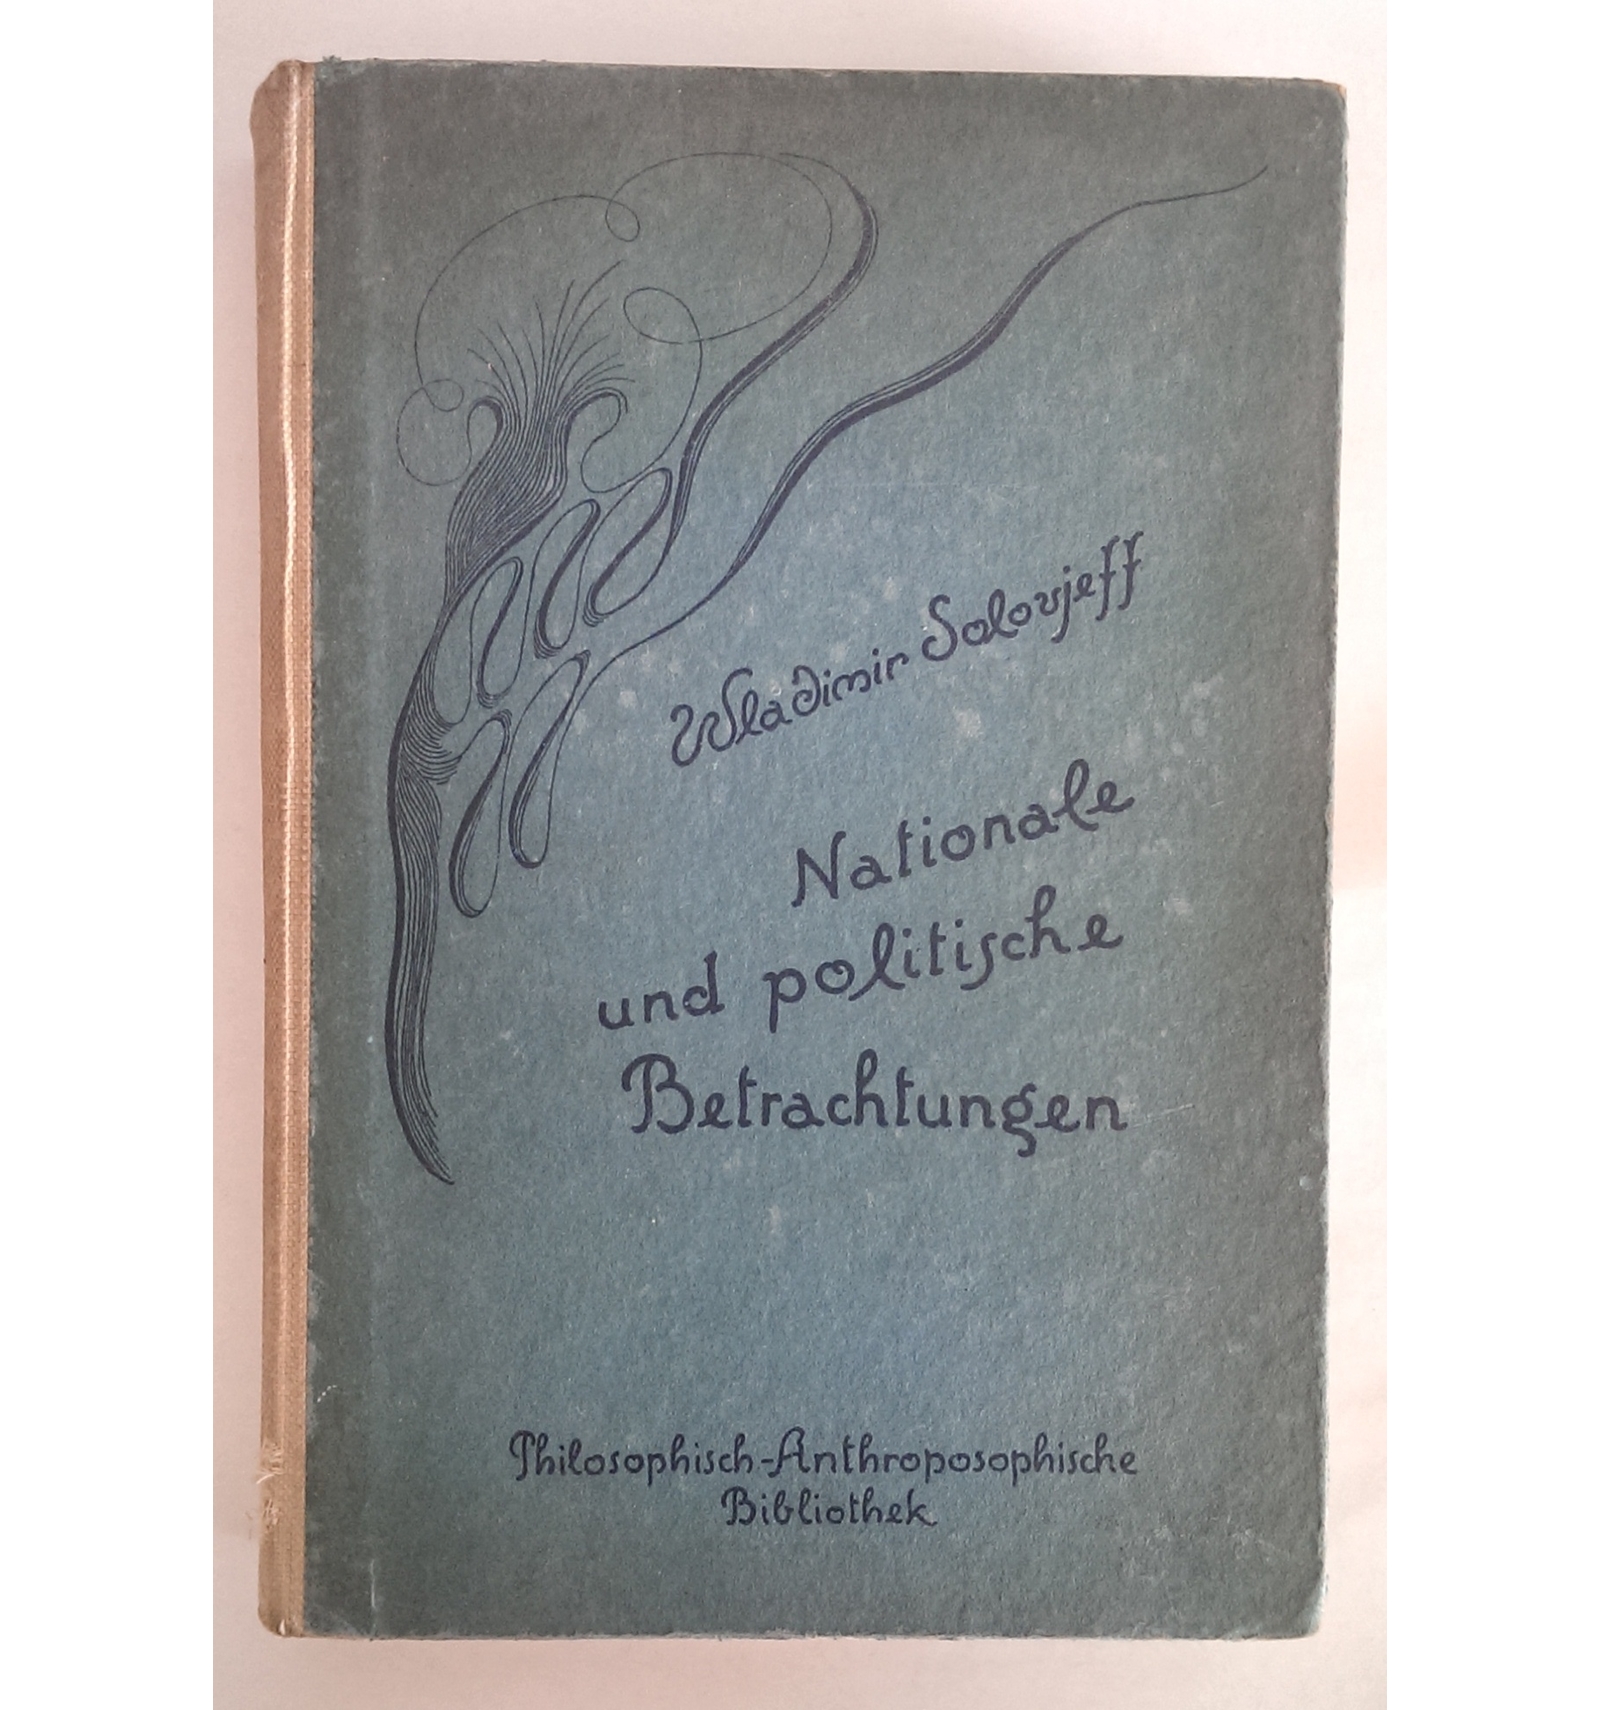 Wladimir Solovjeff
Nationale
und politische
Betrachtungen
Philosophisch-Anthroposophische
Bibliothek